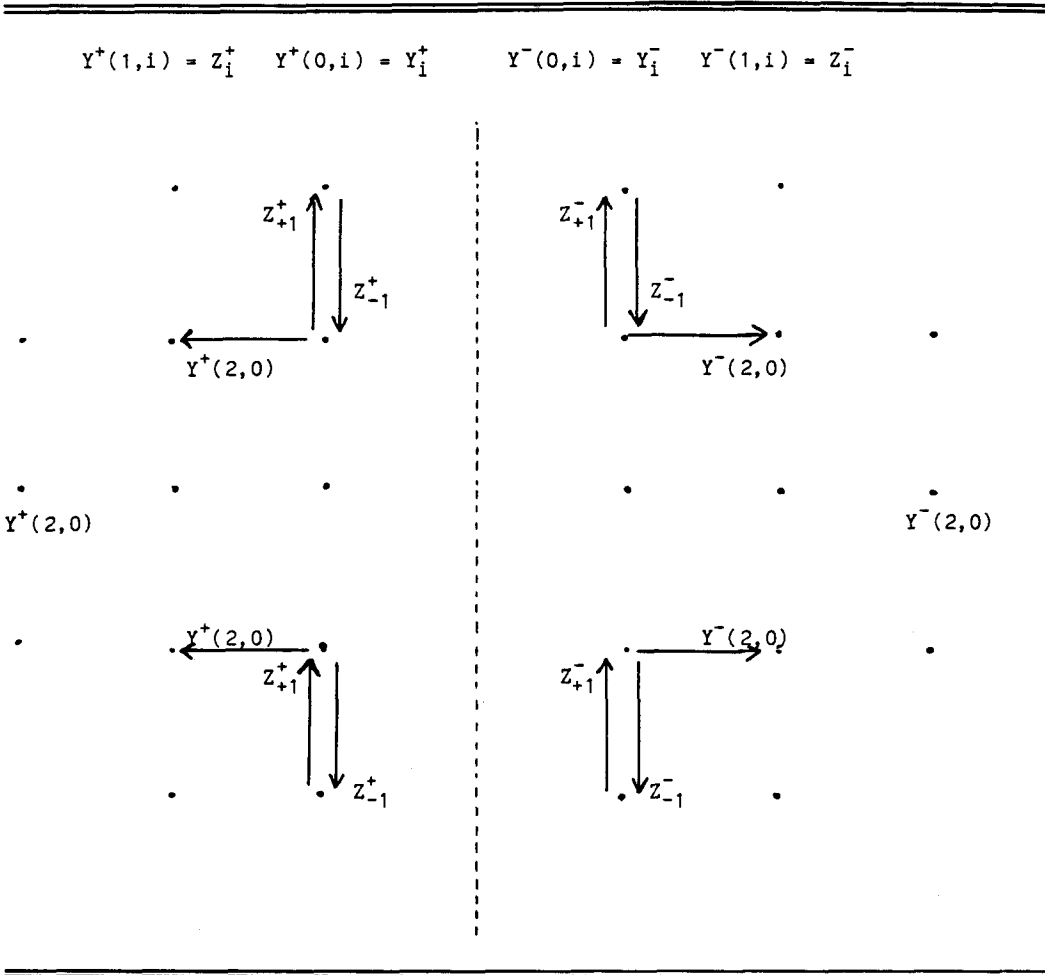 Y⁺(1,i) = Z⁺ᵢ Y⁺(0,i) = Y⁺ᵢ Y⁻(0,i) = Y⁻ᵢ Y⁻(1,i) = Z⁻ᵢ
Z⁺₊₁ Z⁻₊₁
Z⁺₋₁ Z⁻₋₁
Y⁺(2,0) Y⁻(2,0)
Y⁺(2,0) Y⁻(2,0)
Y⁺(2,0) Y⁻(2,0)
Z⁺₊₁ Z⁻₊₁
Z⁺₋₁ Z⁻₋₁